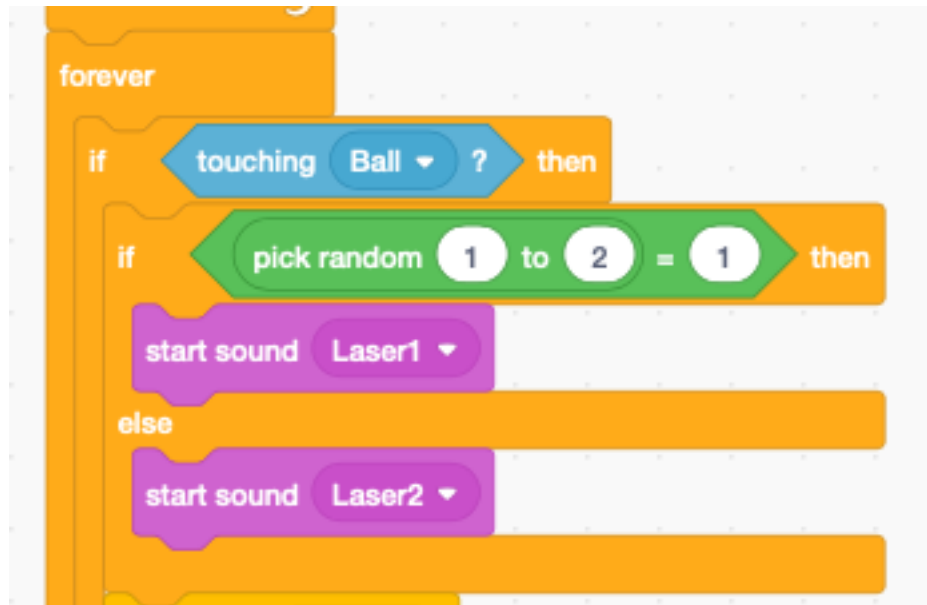 forever
if touching Ball ? then
if pick random 1 to 2 = 1 then
start sound Laser1
else
start sound Laser2